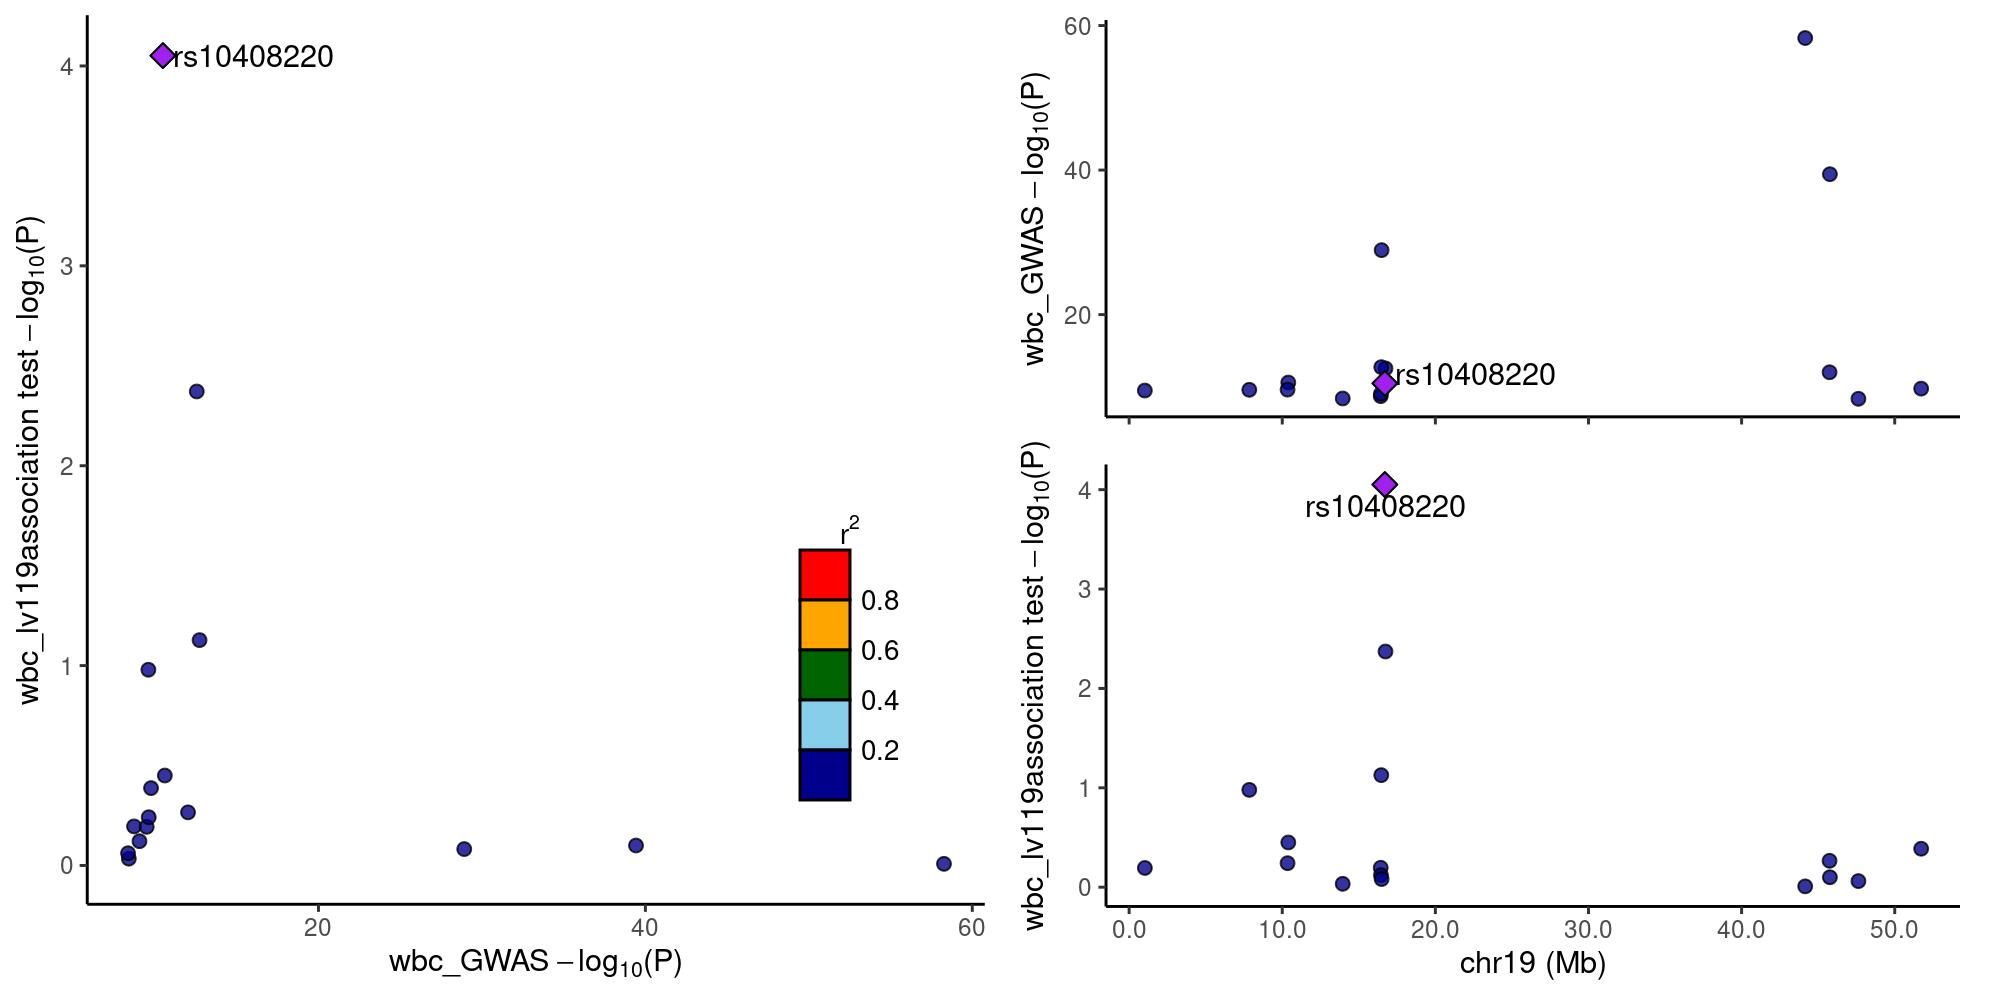 wbc_lv119association test −log10(P)
4
3
2
1
0
rs10408220
r2
0.8
0.6
0.4
0.2
20
40
60
wbc_GWAS −log10(P)
wbc_GWAS −log10(P)
60
40
20
rs10408220
wbc_lv119association test −log10(P)
4
3
2
1
0
rs10408220
0.0 10.0 20.0 30.0 40.0 50.0
chr19 (Mb)